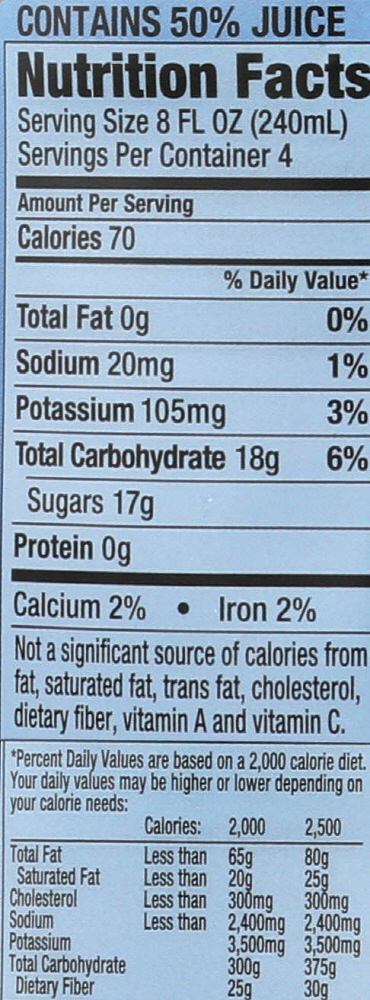 CONTAINS 50% JUICE
Nutrition Facts
Serving Size 8 FL OZ (240mL)
Servings Per Container 4
Amount Per Serving
Calories 70
% Daily Value*
Total Fat 0g 0%
Sodium 20mg 1%
Potassium 105mg 3%
Total Carbohydrate 18g 6%
Sugars 17g
Protein 0g
Calcium 2% • Iron 2%
Not a significant source of calories from
fat, saturated fat, trans fat, cholesterol,
dietary fiber, vitamin A and vitamin C.
*Percent Daily Values are based on a 2,000 calorie diet.
Your daily values may be higher or lower depending on
your calorie needs:
Calories: 2,000 2,500
Total Fat Less than 65g 80g
Saturated Fat Less than 20g 25g
Cholesterol Less than 300mg 300mg
Sodium Less than 2,400mg 2,400mg
Potassium 3,500mg 3,500mg
Total Carbohydrate 300g 375g
Dietary Fiber 25g 30g